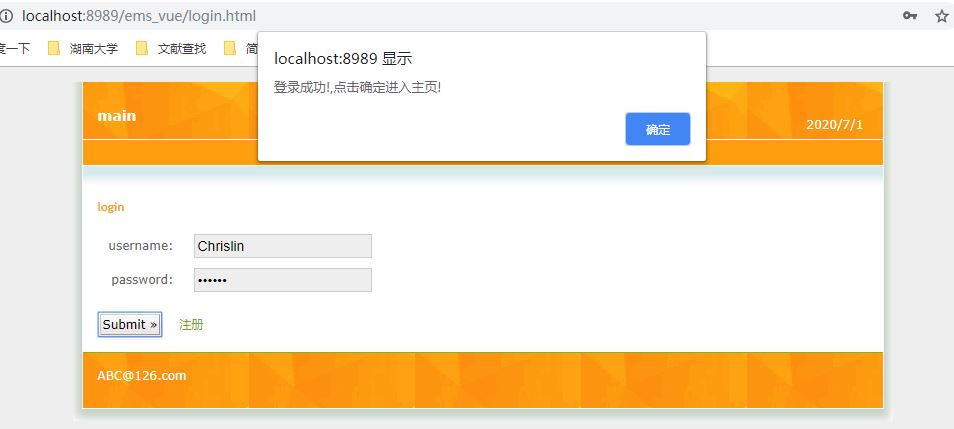 localhost:8989/ems_vue/login.html
度一下 湖南大学 文献查找 简
localhost:8989 显示
登录成功!,点击确定进入主页!
确定
main
2020/7/1
login
username: Chrislin
password: ••••••
Submit » 注册
ABC@126.com